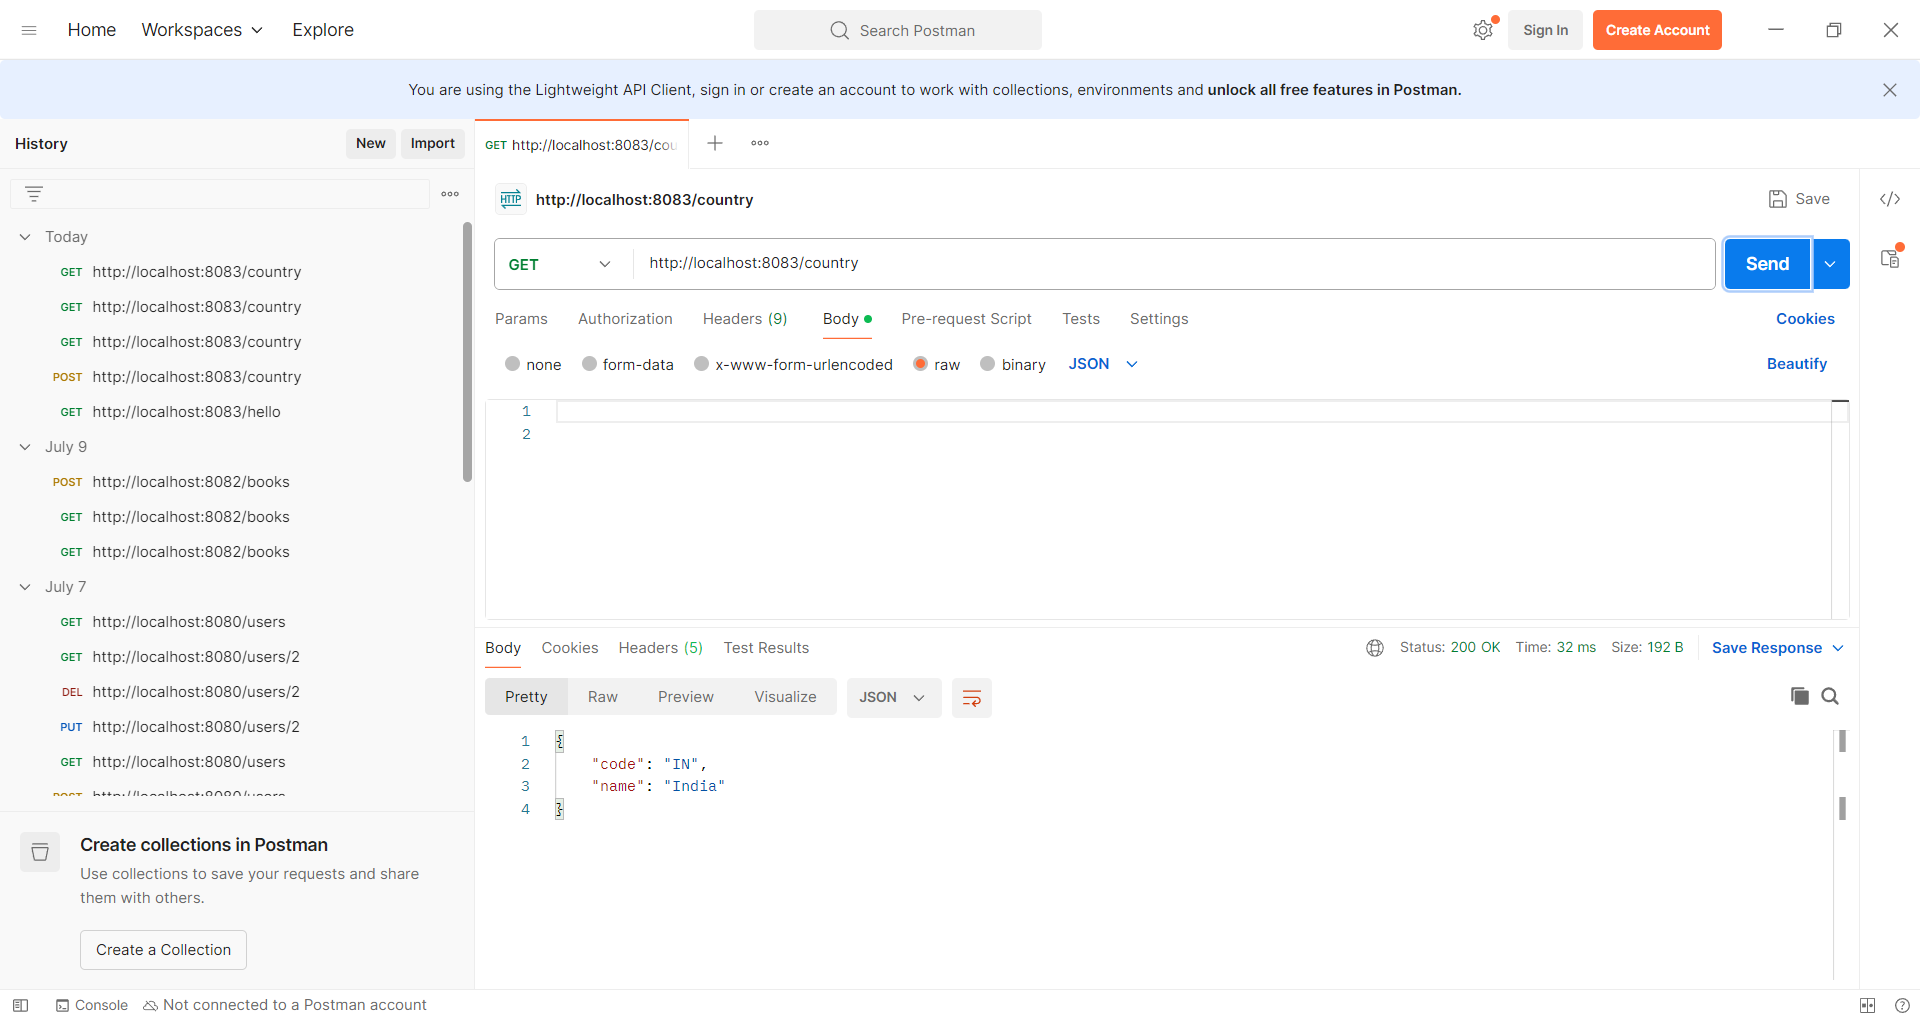 Home Workspaces Explore
Search Postman
Sign In Create Account
You are using the Lightweight API Client, sign in or create an account to work with collections, environments and unlock all free features in Postman.
History New Import
Today
GET http://localhost:8083/country
GET http://localhost:8083/country
GET http://localhost:8083/country
POST http://localhost:8083/country
GET http://localhost:8083/hello
July 9
POST http://localhost:8082/books
GET http://localhost:8082/books
GET http://localhost:8082/books
July 7
GET http://localhost:8080/users
GET http://localhost:8080/users/2
DEL http://localhost:8080/users/2
PUT http://localhost:8080/users/2
GET http://localhost:8080/users
POST http://localhost:8080/users
Create collections in Postman
Use collections to save your requests and share
them with others.
Create a Collection
GET http://localhost:8083/cou
HTTP http://localhost:8083/country
Save
GET http://localhost:8083/country
Send
Params Authorization Headers (9) Body Pre-request Script Tests Settings
Cookies
none form-data x-www-form-urlencoded raw binary JSON
Beautify
1
2
Body Cookies Headers (5) Test Results
Status: 200 OK Time: 32 ms Size: 192 B Save Response
Pretty Raw Preview Visualize JSON
1 {
2 "code": "IN",
3 "name": "India"
4 }
Console Not connected to a Postman account